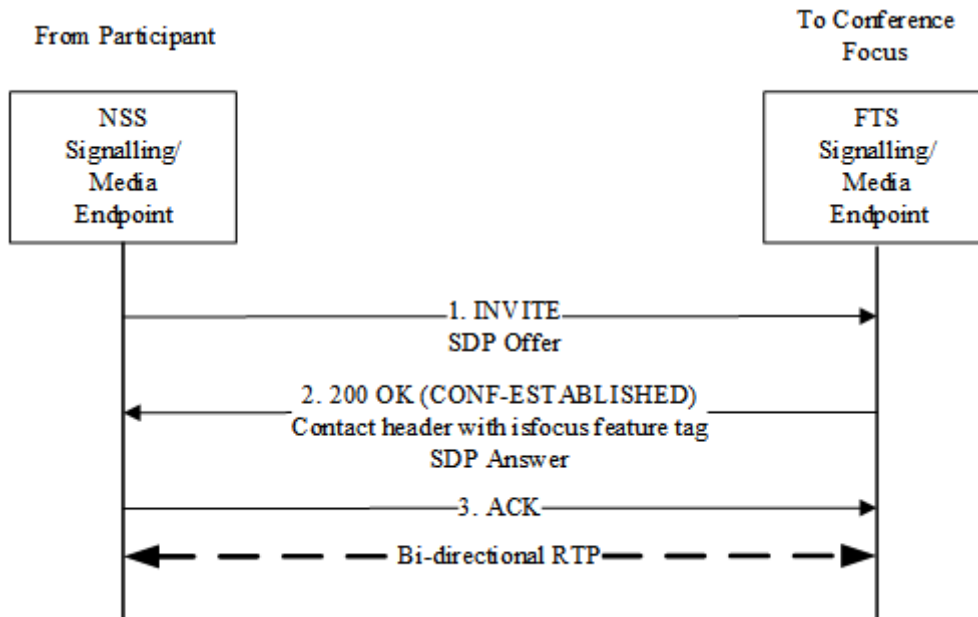 From Participant
To Conference
Focus
NSS
Signalling/
Media
Endpoint
FTS
Signalling/
Media
Endpoint
1. INVITE
SDP Offer
2. 200 OK (CONF-ESTABLISHED)
Contact header with isfocus feature tag
SDP Answer
3. ACK
Bi-directional RTP